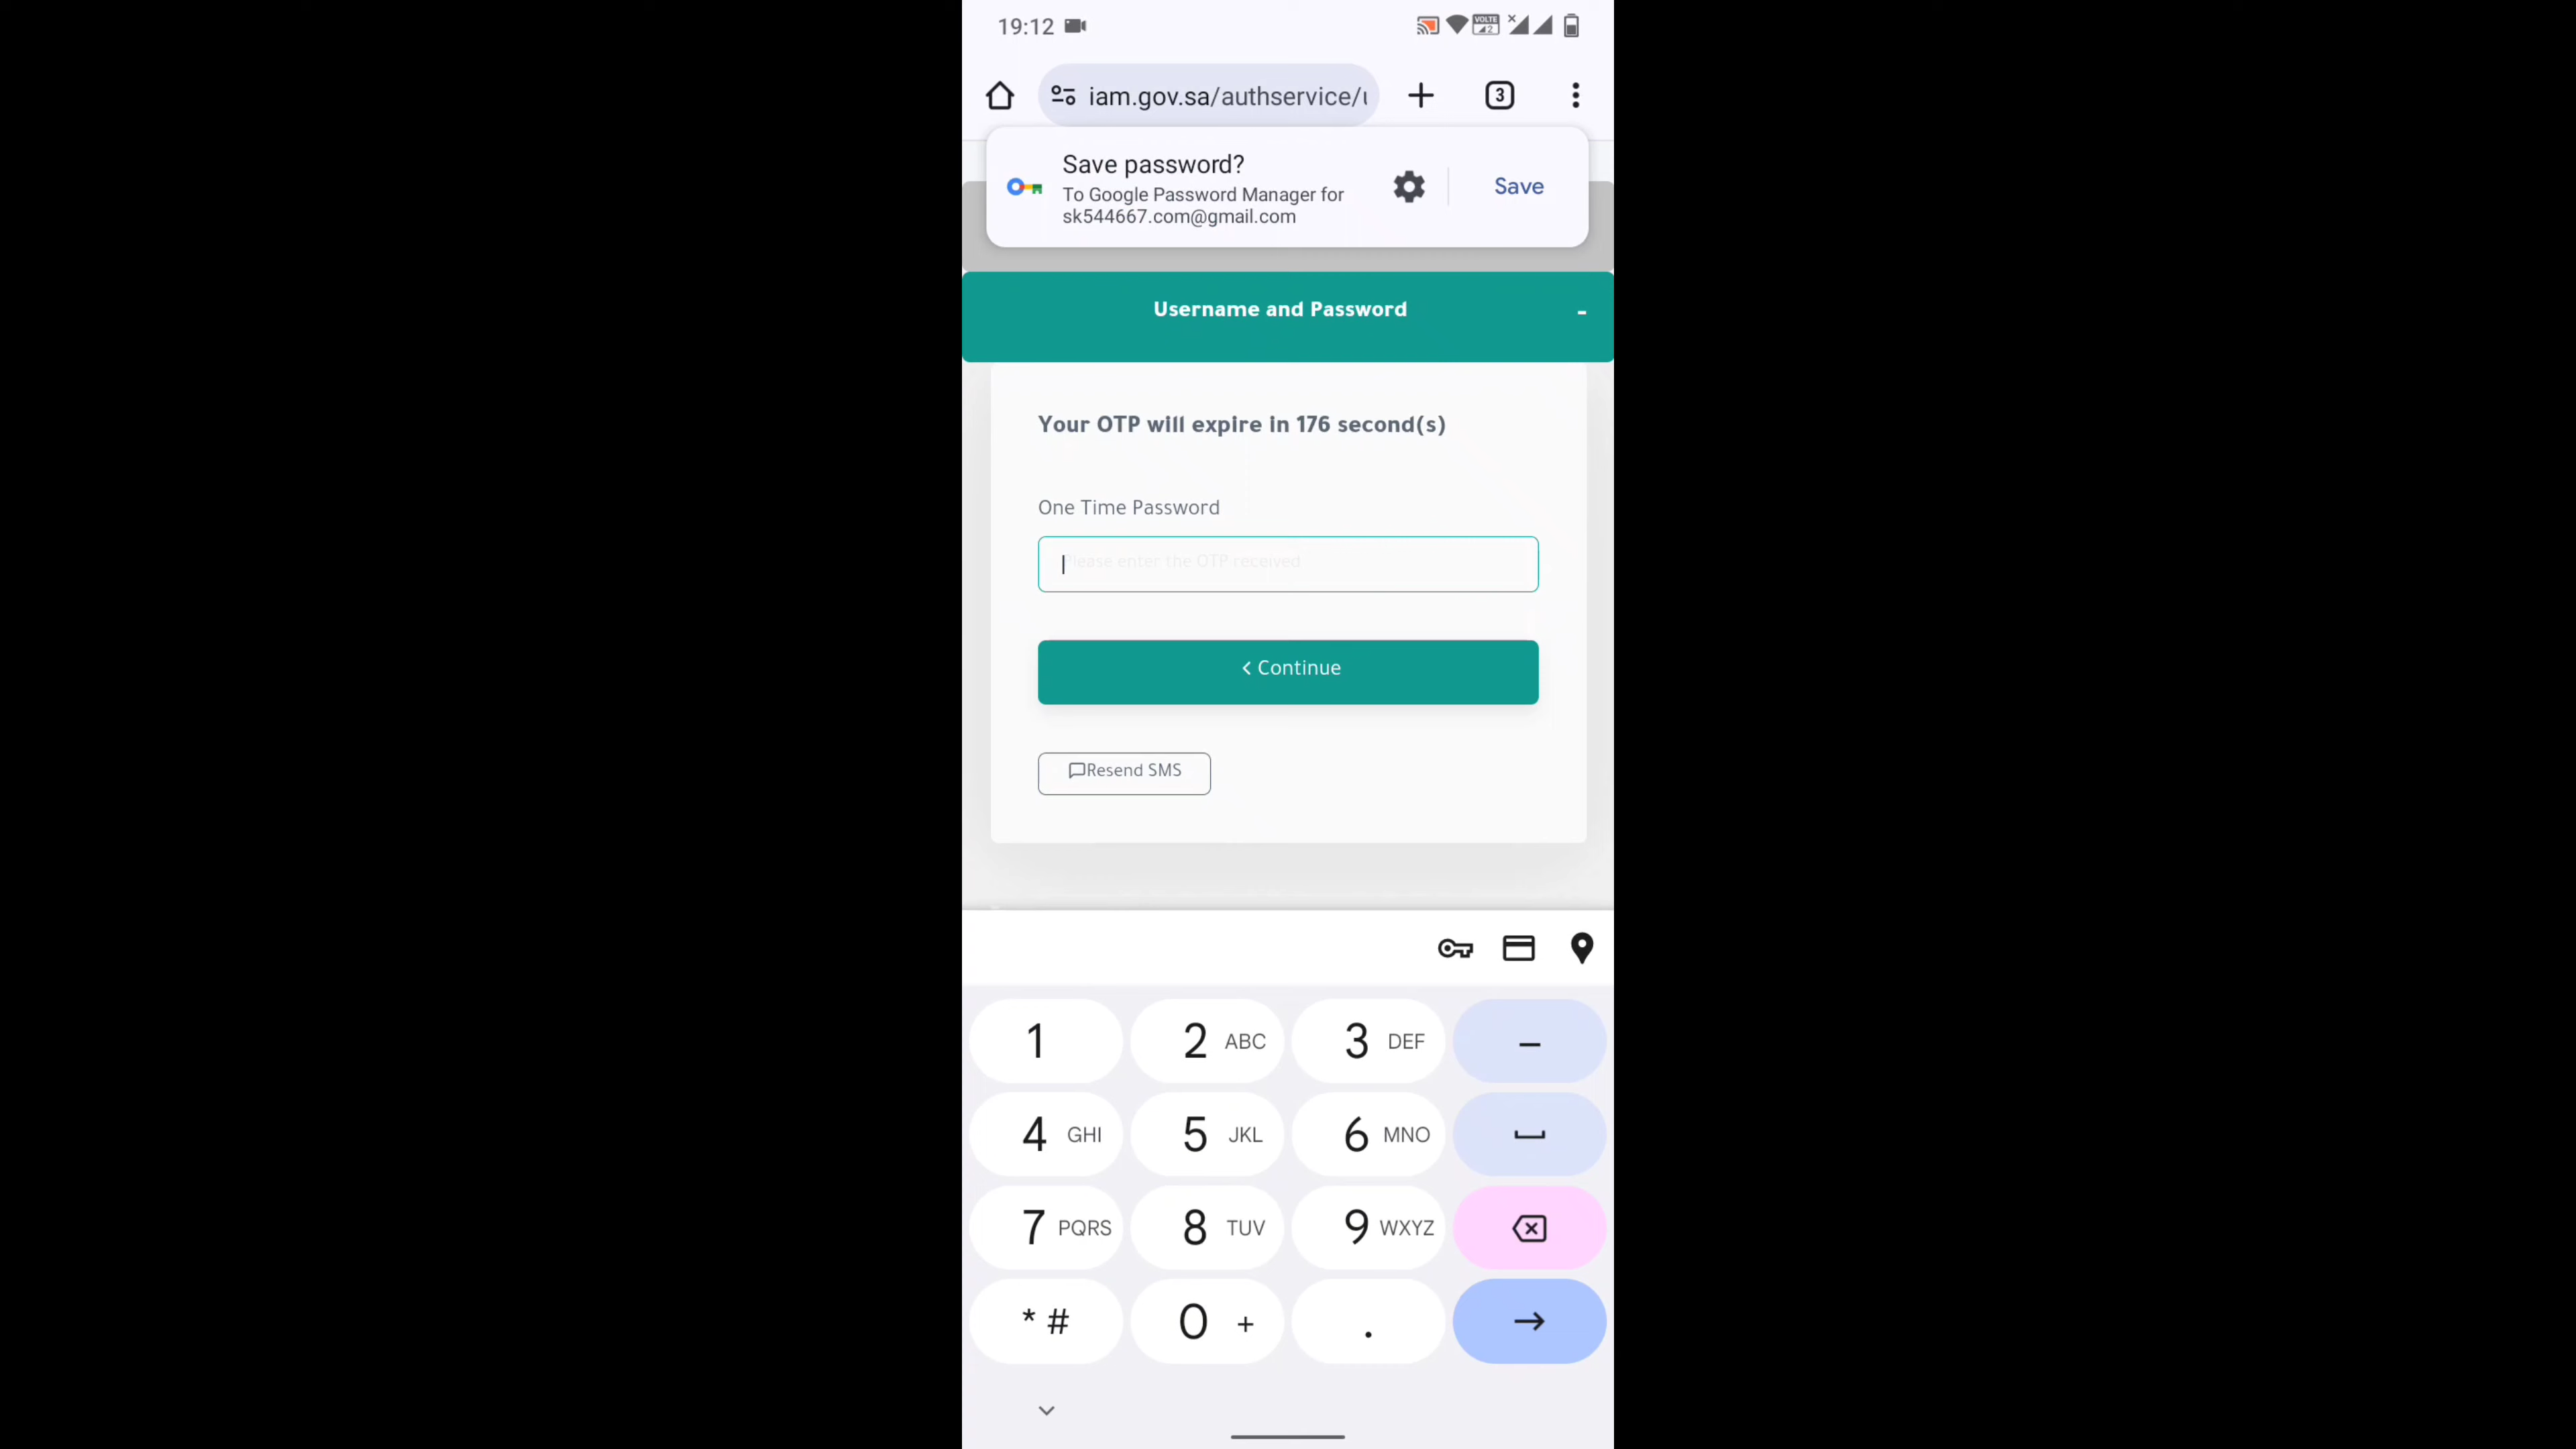 19:12
VOLTE
2
iam.gov.sa/authservice/
3
Save password?
To Google Password Manager for
sk544667.com@gmail.com
Save
Username and Password
-
Your OTP will expire in 176 second(s)
One Time Password
Please enter the OTP received
< Continue
Resend SMS
1
2 ABC
3 DEF
–
4 GHI
5 JKL
6 MNO
7 PQRS
8 TUV
9 WXYZ
* #
0 +
.